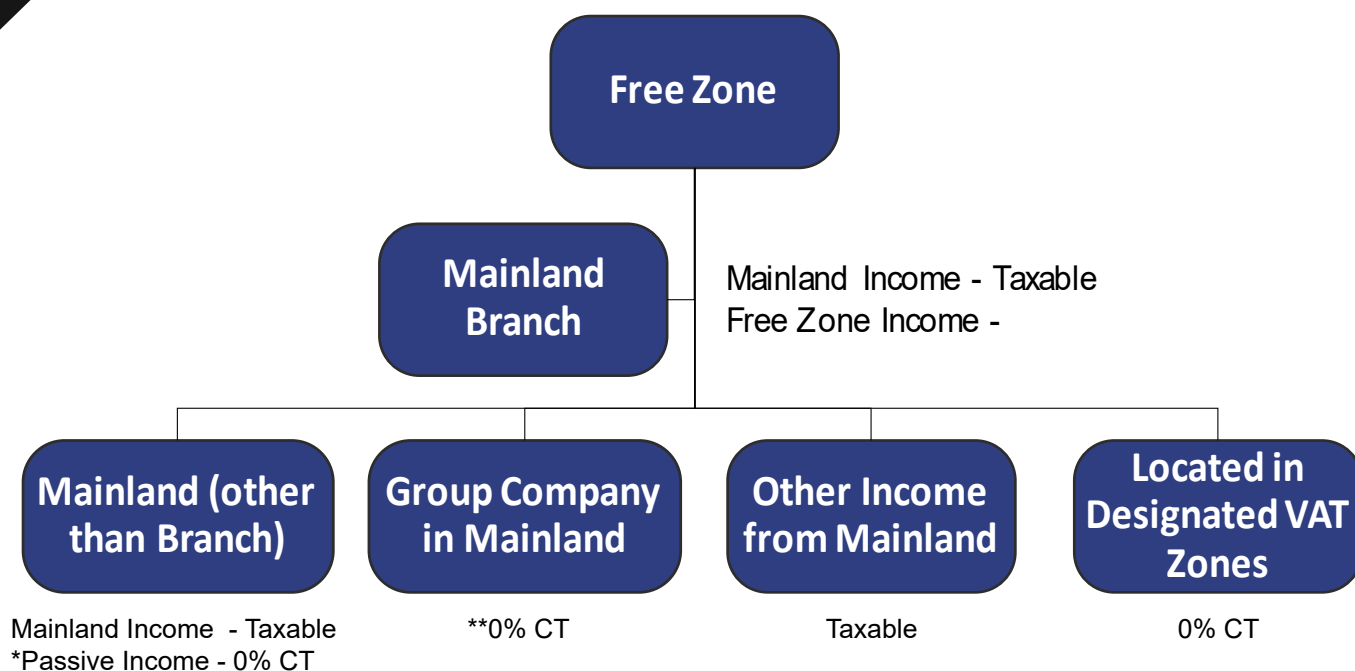 Free Zone
Mainland
Branch
Mainland Income - Taxable
Free Zone Income -
Mainland (other
than Branch)
Group Company
in Mainland
Other Income
from Mainland
Located in
Designated VAT
Zones
Mainland Income - Taxable
*Passive Income - 0% CT
**0% CT
Taxable
0% CT